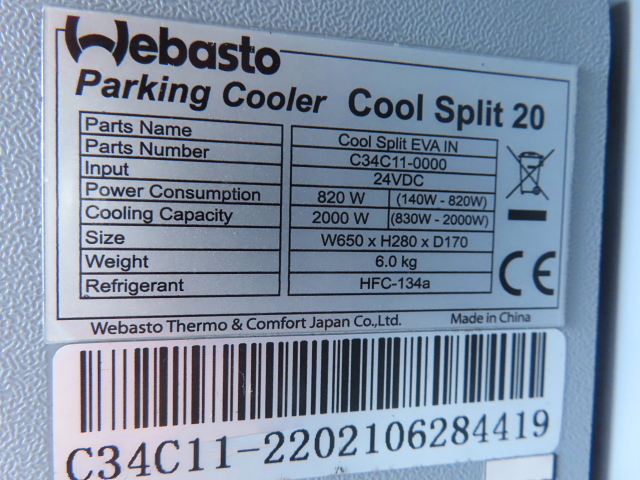 Webasto
Parking Cooler Cool Split 20
Parts Name Cool Split EVA IN
Parts Number C34C11-0000
Input 24VDC
Power Consumption 820 W (140W - 820W)
Cooling Capacity 2000 W (830W - 2000W)
Size W650 x H280 x D170
Weight 6.0 kg
Refrigerant HFC-134a
CE
Webasto Thermo & Comfort Japan Co.,Ltd. Made in China
C34C11-2202106284419